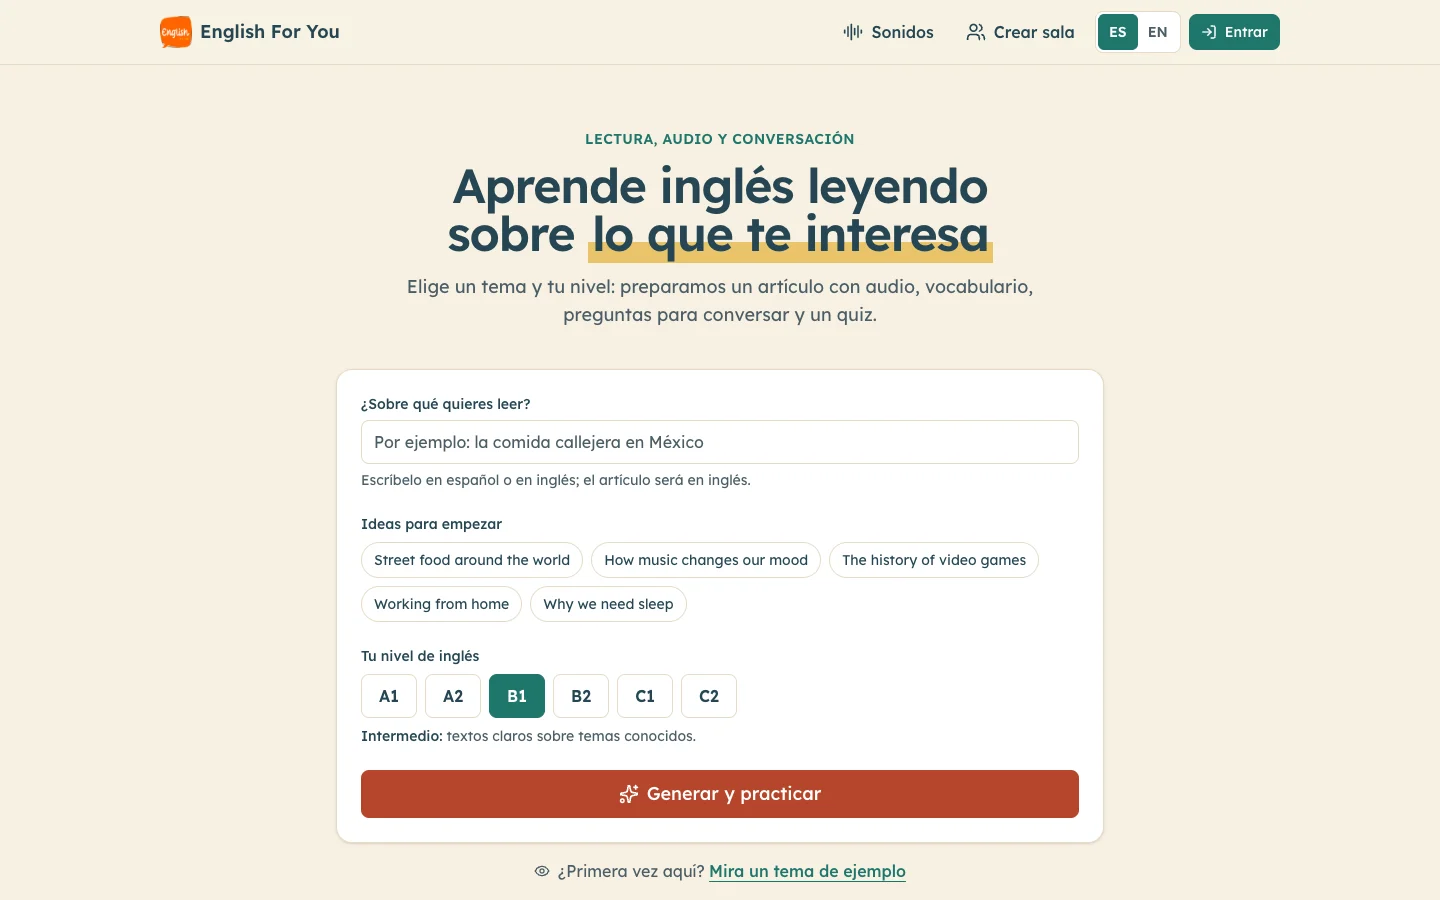 English
English For You
Sonidos
Crear sala
ES
EN
Entrar
LECTURA, AUDIO Y CONVERSACIÓN
Aprende inglés leyendo
sobre lo que te interesa
Elige un tema y tu nivel: preparamos un artículo con audio, vocabulario,
preguntas para conversar y un quiz.
¿Sobre qué quieres leer?
Por ejemplo: la comida callejera en México
Escríbelo en español o en inglés; el artículo será en inglés.
Ideas para empezar
Street food around the world
How music changes our mood
The history of video games
Working from home
Why we need sleep
Tu nivel de inglés
A1
A2
B1
B2
C1
C2
Intermedio: textos claros sobre temas conocidos.
Generar y practicar
¿Primera vez aquí? Mira un tema de ejemplo